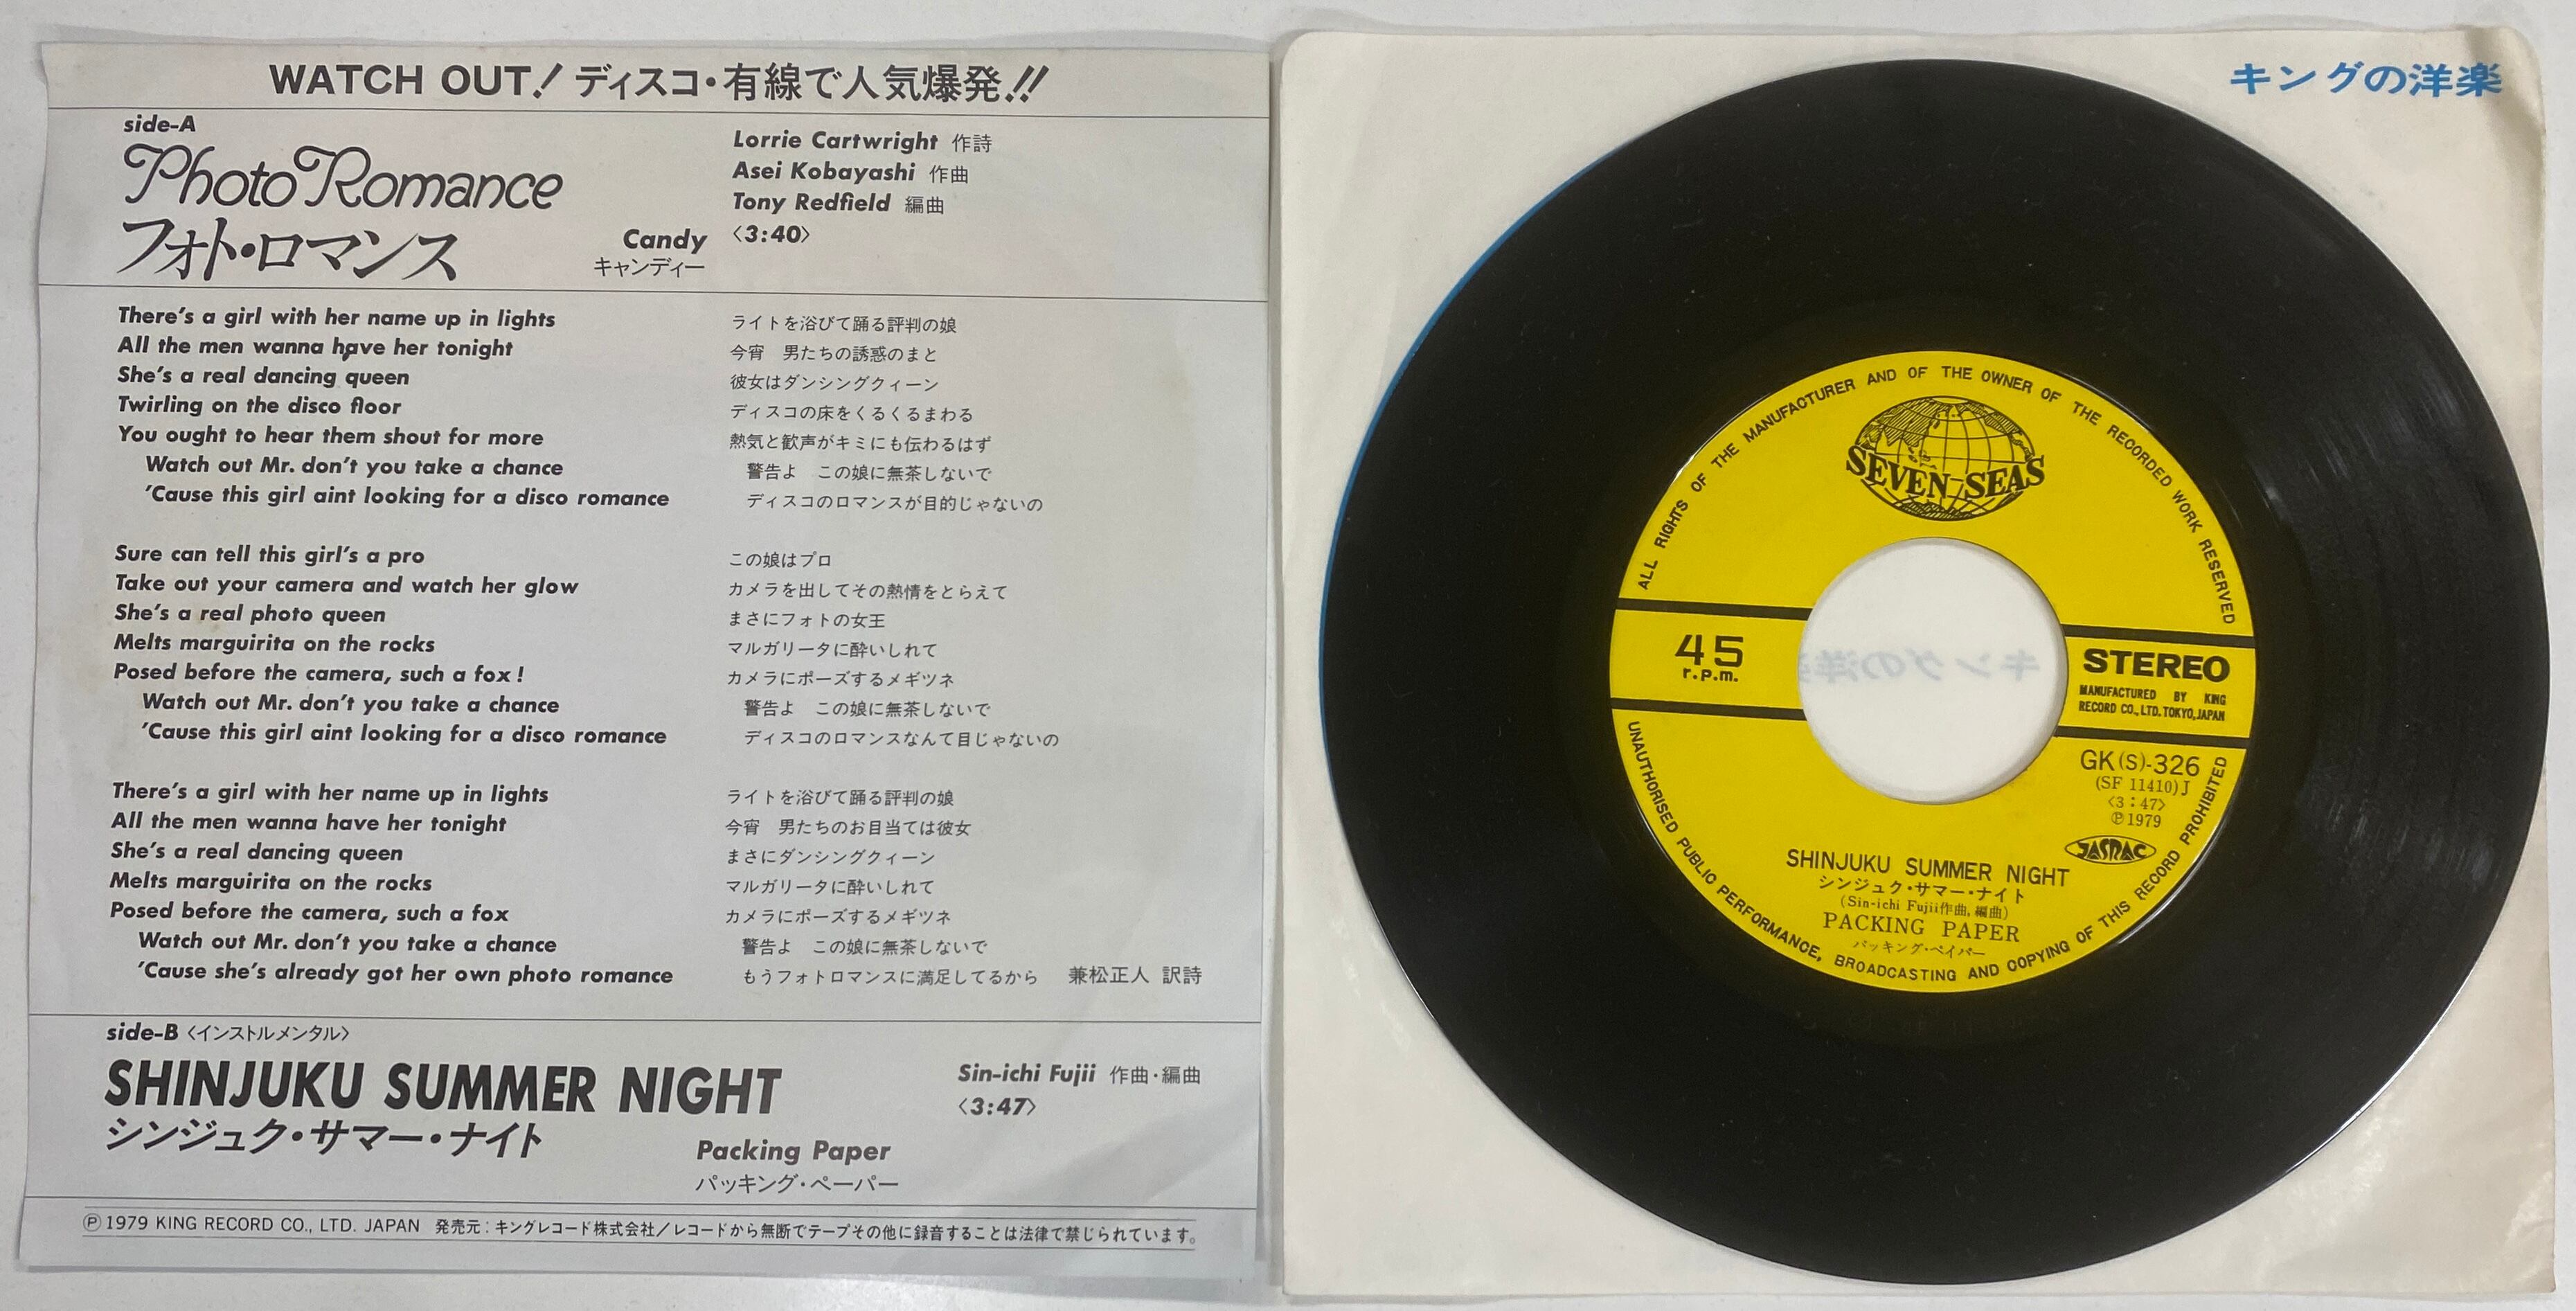 WATCH OUT! ディスコ・有線で人気爆発!!
side-A
Photo Romance
フォト・ロマンス
Candy
キャンディー
Lorrie Cartwright 作詩
Asei Kobayashi 作曲
Tony Redfield 編曲
〈3:40〉
There's a girl with her name up in lights
All the men wanna have her tonight
She's a real dancing queen
Twirling on the disco floor
You ought to hear them shout for more
Watch out Mr. don't you take a chance
'Cause this girl aint looking for a disco romance
Sure can tell this girl's a pro
Take out your camera and watch her glow
She's a real photo queen
Melts marguirita on the rocks
Posed before the camera, such a fox!
Watch out Mr. don't you take a chance
'Cause this girl aint looking for a disco romance
There's a girl with her name up in lights
All the men wanna have her tonight
She's a real dancing queen
Melts marguirita on the rocks
Posed before the camera, such a fox
Watch out Mr. don't you take a chance
'Cause she's already got her own photo romance
ライトを浴びて踊る評判の娘
今宵　男たちの誘惑のまと
彼女はダンシングクィーン
ディスコの床をくるくるまわる
熱気と歓声がキミにも伝わるはず
警告よ　この娘に無茶しないで
ディスコのロマンスが目的じゃないの
この娘はプロ
カメラを出してその熱情をとらえて
まさにフォトの女王
マルガリータに酔いしれて
カメラにポーズするメギツネ
警告よ　この娘に無茶しないで
ディスコのロマンスなんて目じゃないの
ライトを浴びて踊る評判の娘
今宵　男たちのお目当ては彼女
まさにダンシングクィーン
マルガリータに酔いしれて
カメラにポーズするメギツネ
警告よ　この娘に無茶しないで
もうフォトロマンスに満足してるから　兼松正人 訳詩
side-B〈インストルメンタル〉
SHINJUKU SUMMER NIGHT
シンジュク・サマー・ナイト
Packing Paper
パッキング・ペーパー
Sin-ichi Fujii 作曲・編曲
〈3:47〉
Ⓟ1979 KING RECORD CO., LTD. JAPAN 発売元：キングレコード株式会社／レコードから無断でテープその他に録音することは法律で禁じられています。
キングの洋楽
ALL RIGHTS OF THE MANUFACTURER AND OF THE OWNER OF THE RECORDED WORK RESERVED
SEVEN SEAS
45
r.p.m.
キングの洋楽
STEREO
MANUFACTURED BY KING
RECORD CO., LTD. TOKYO, JAPAN
GK(S)-326
(SF 11410)J
〈3:47〉
Ⓟ1979
JASRAC
SHINJUKU SUMMER NIGHT
シンジュク・サマー・ナイト
(Sin-ichi Fujii作曲,編曲)
PACKING PAPER
パッキング・ペイパー
UNAUTHORISED PUBLIC PERFORMANCE, BROADCASTING AND COPYING OF THIS RECORD PROHIBITED